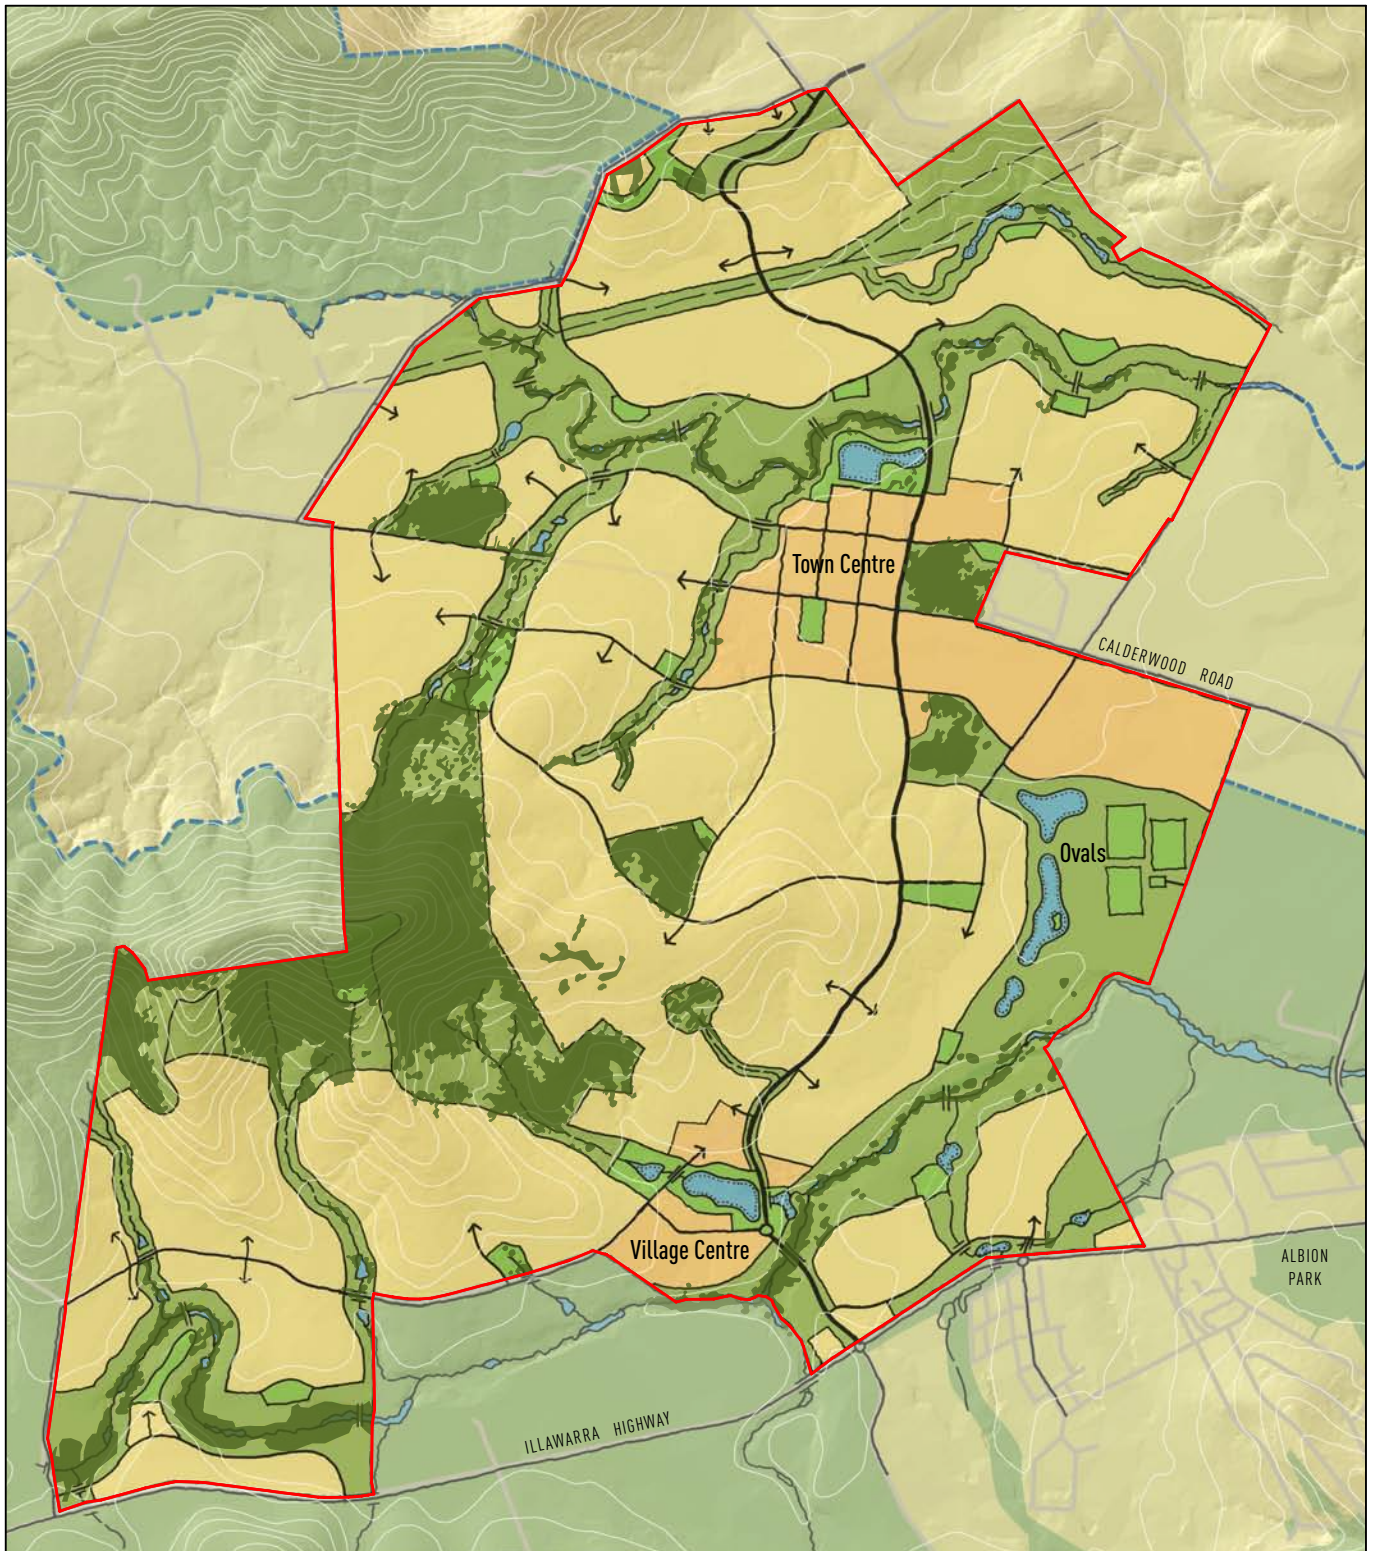 Town Centre
CALDERWOOD ROAD
Ovals
Village Centre
ALBION
PARK
ILLAWARRA HIGHWAY